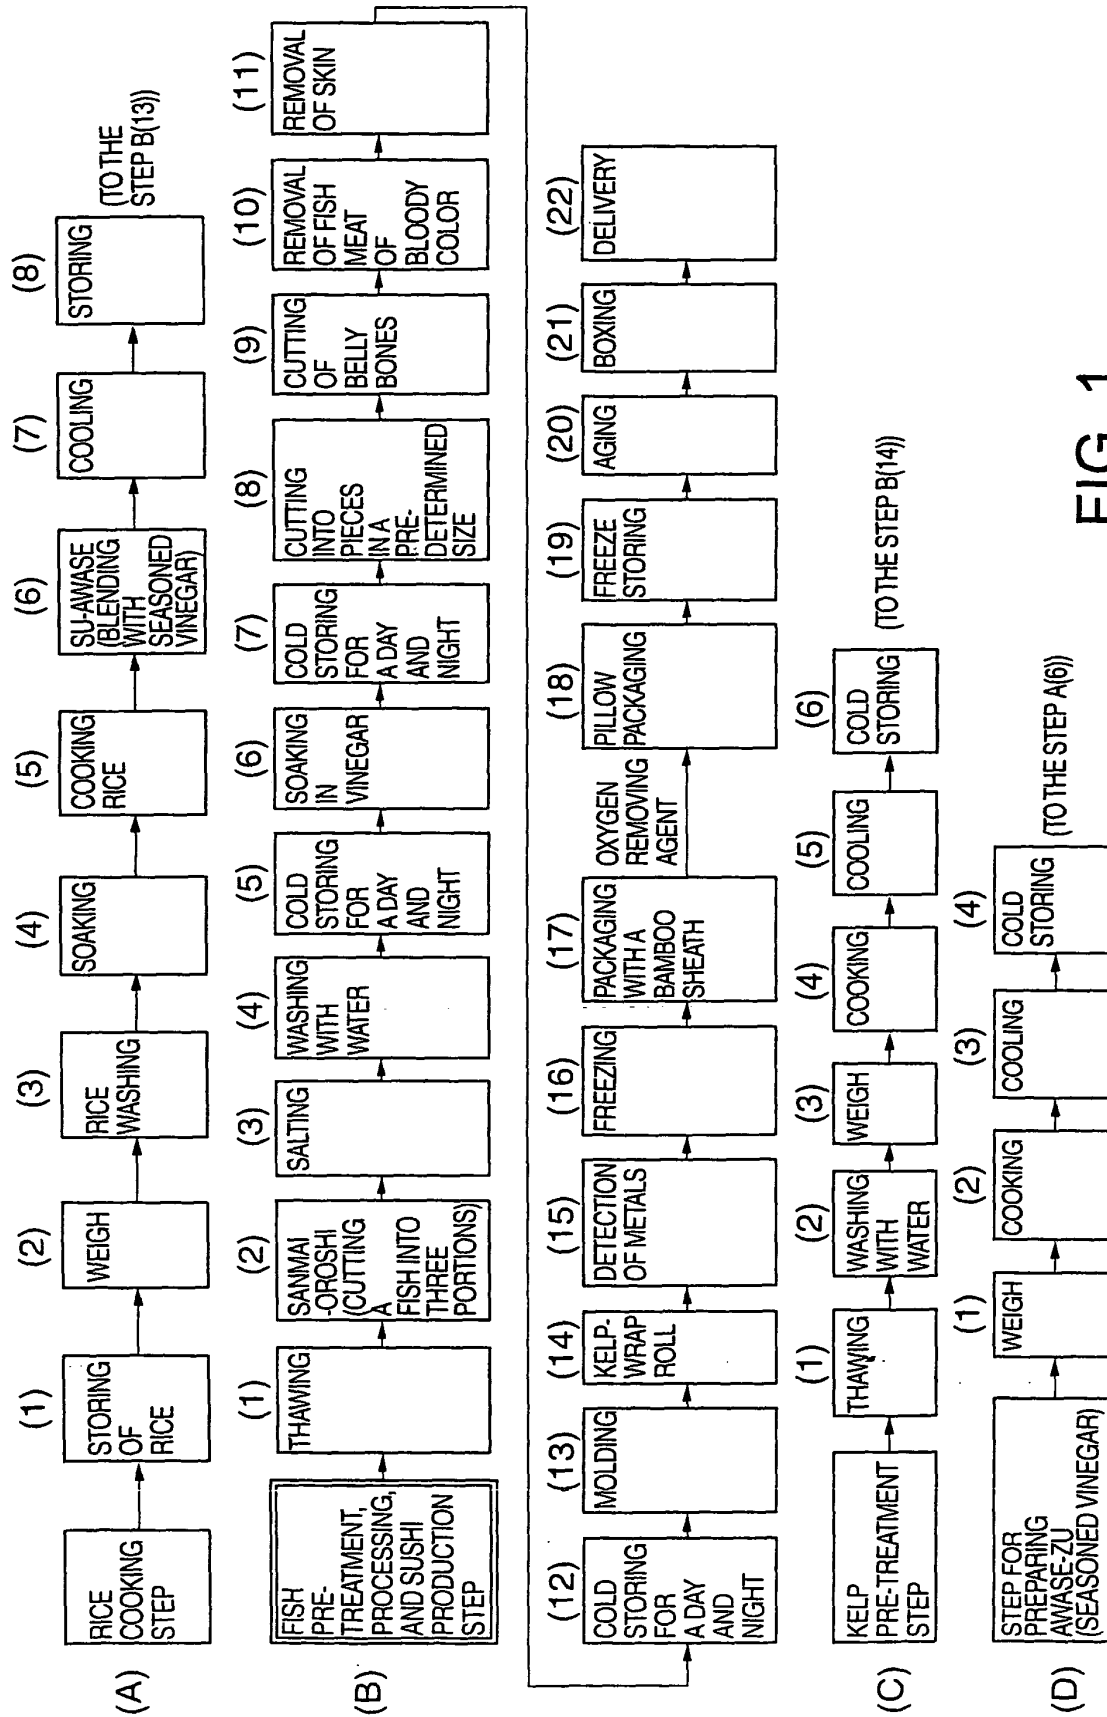 (A)
RICE
COOKING
STEP
(1)
STORING
OF
RICE
(2)
WEIGH
(3)
RICE
WASHING
(4)
SOAKING
(5)
COOKING
RICE
(6)
SU-AWASE
(BLENDING
WITH
SEASONED
VINEGAR)
(7)
COOLING
(8)
STORING
(TO THE
STEP B(13))
(B)
FISH
PRE-
TREATMENT,
PROCESSING,
AND SUSHI
PRODUCTION
STEP
(1)
THAWING
(2)
SANMAI
-OROSHI
(CUTTING
A
FISH INTO
THREE
PORTIONS)
(3)
SALTING
(4)
WASHING
WITH
WATER
(5)
COLD
STORING
FOR
A DAY
AND
NIGHT
(6)
SOAKING
IN
VINEGAR
(7)
COLD
STORING
FOR
A DAY
AND
NIGHT
(8)
CUTTING
INTO
PIECES
IN A
PRE-
DETERMINED
SIZE
(9)
CUTTING
OF
BELLY
BONES
(10)
REMOVAL
OF FISH
MEAT
OF
BLOODY
COLOR
(11)
REMOVAL
OF SKIN
(12)
COLD
STORING
FOR
A DAY
AND
NIGHT
(13)
MOLDING
(14)
KELP-
WRAP
ROLL
(15)
DETECTION
OF METALS
(16)
FREEZING
(17)
PACKAGING
WITH A
BAMBOO
SHEATH
OXYGEN
REMOVING
AGENT
(18)
PILLOW
PACKAGING
(19)
FREEZE
STORING
(20)
AGING
(21)
BOXING
(22)
DELIVERY
(C)
KELP
PRE-TREATMENT
STEP
(1)
THAWING
(2)
WASHING
WITH
WATER
(3)
WEIGH
(4)
COOKING
(5)
COOLING
(6)
COLD
STORING
(TO THE STEP B(14))
(D)
STEP FOR
PREPARING
AWASE-ZU
(SEASONED VINEGAR)
(1)
WEIGH
(2)
COOKING
(3)
COOLING
(4)
COLD
STORING
(TO THE STEP A(6))
FIG. 1